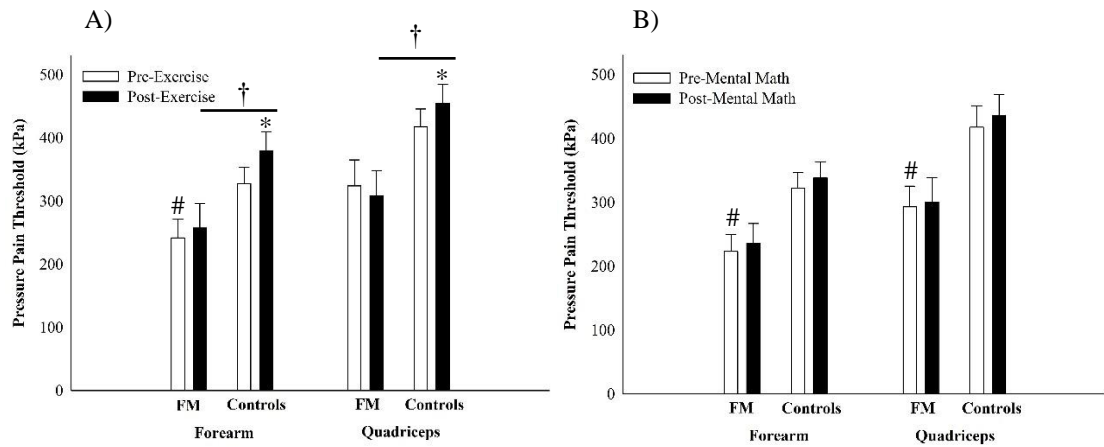 A)
Pressure Pain Threshold (kPa)
500
400
300
200
100
0
Pre-Exercise
Post-Exercise
†
†
#
*
*
FM Controls FM Controls
Forearm Quadriceps
B)
Pressure Pain Threshold (kPa)
500
400
300
200
100
0
Pre-Mental Math
Post-Mental Math
#
#
FM Controls FM Controls
Forearm Quadriceps